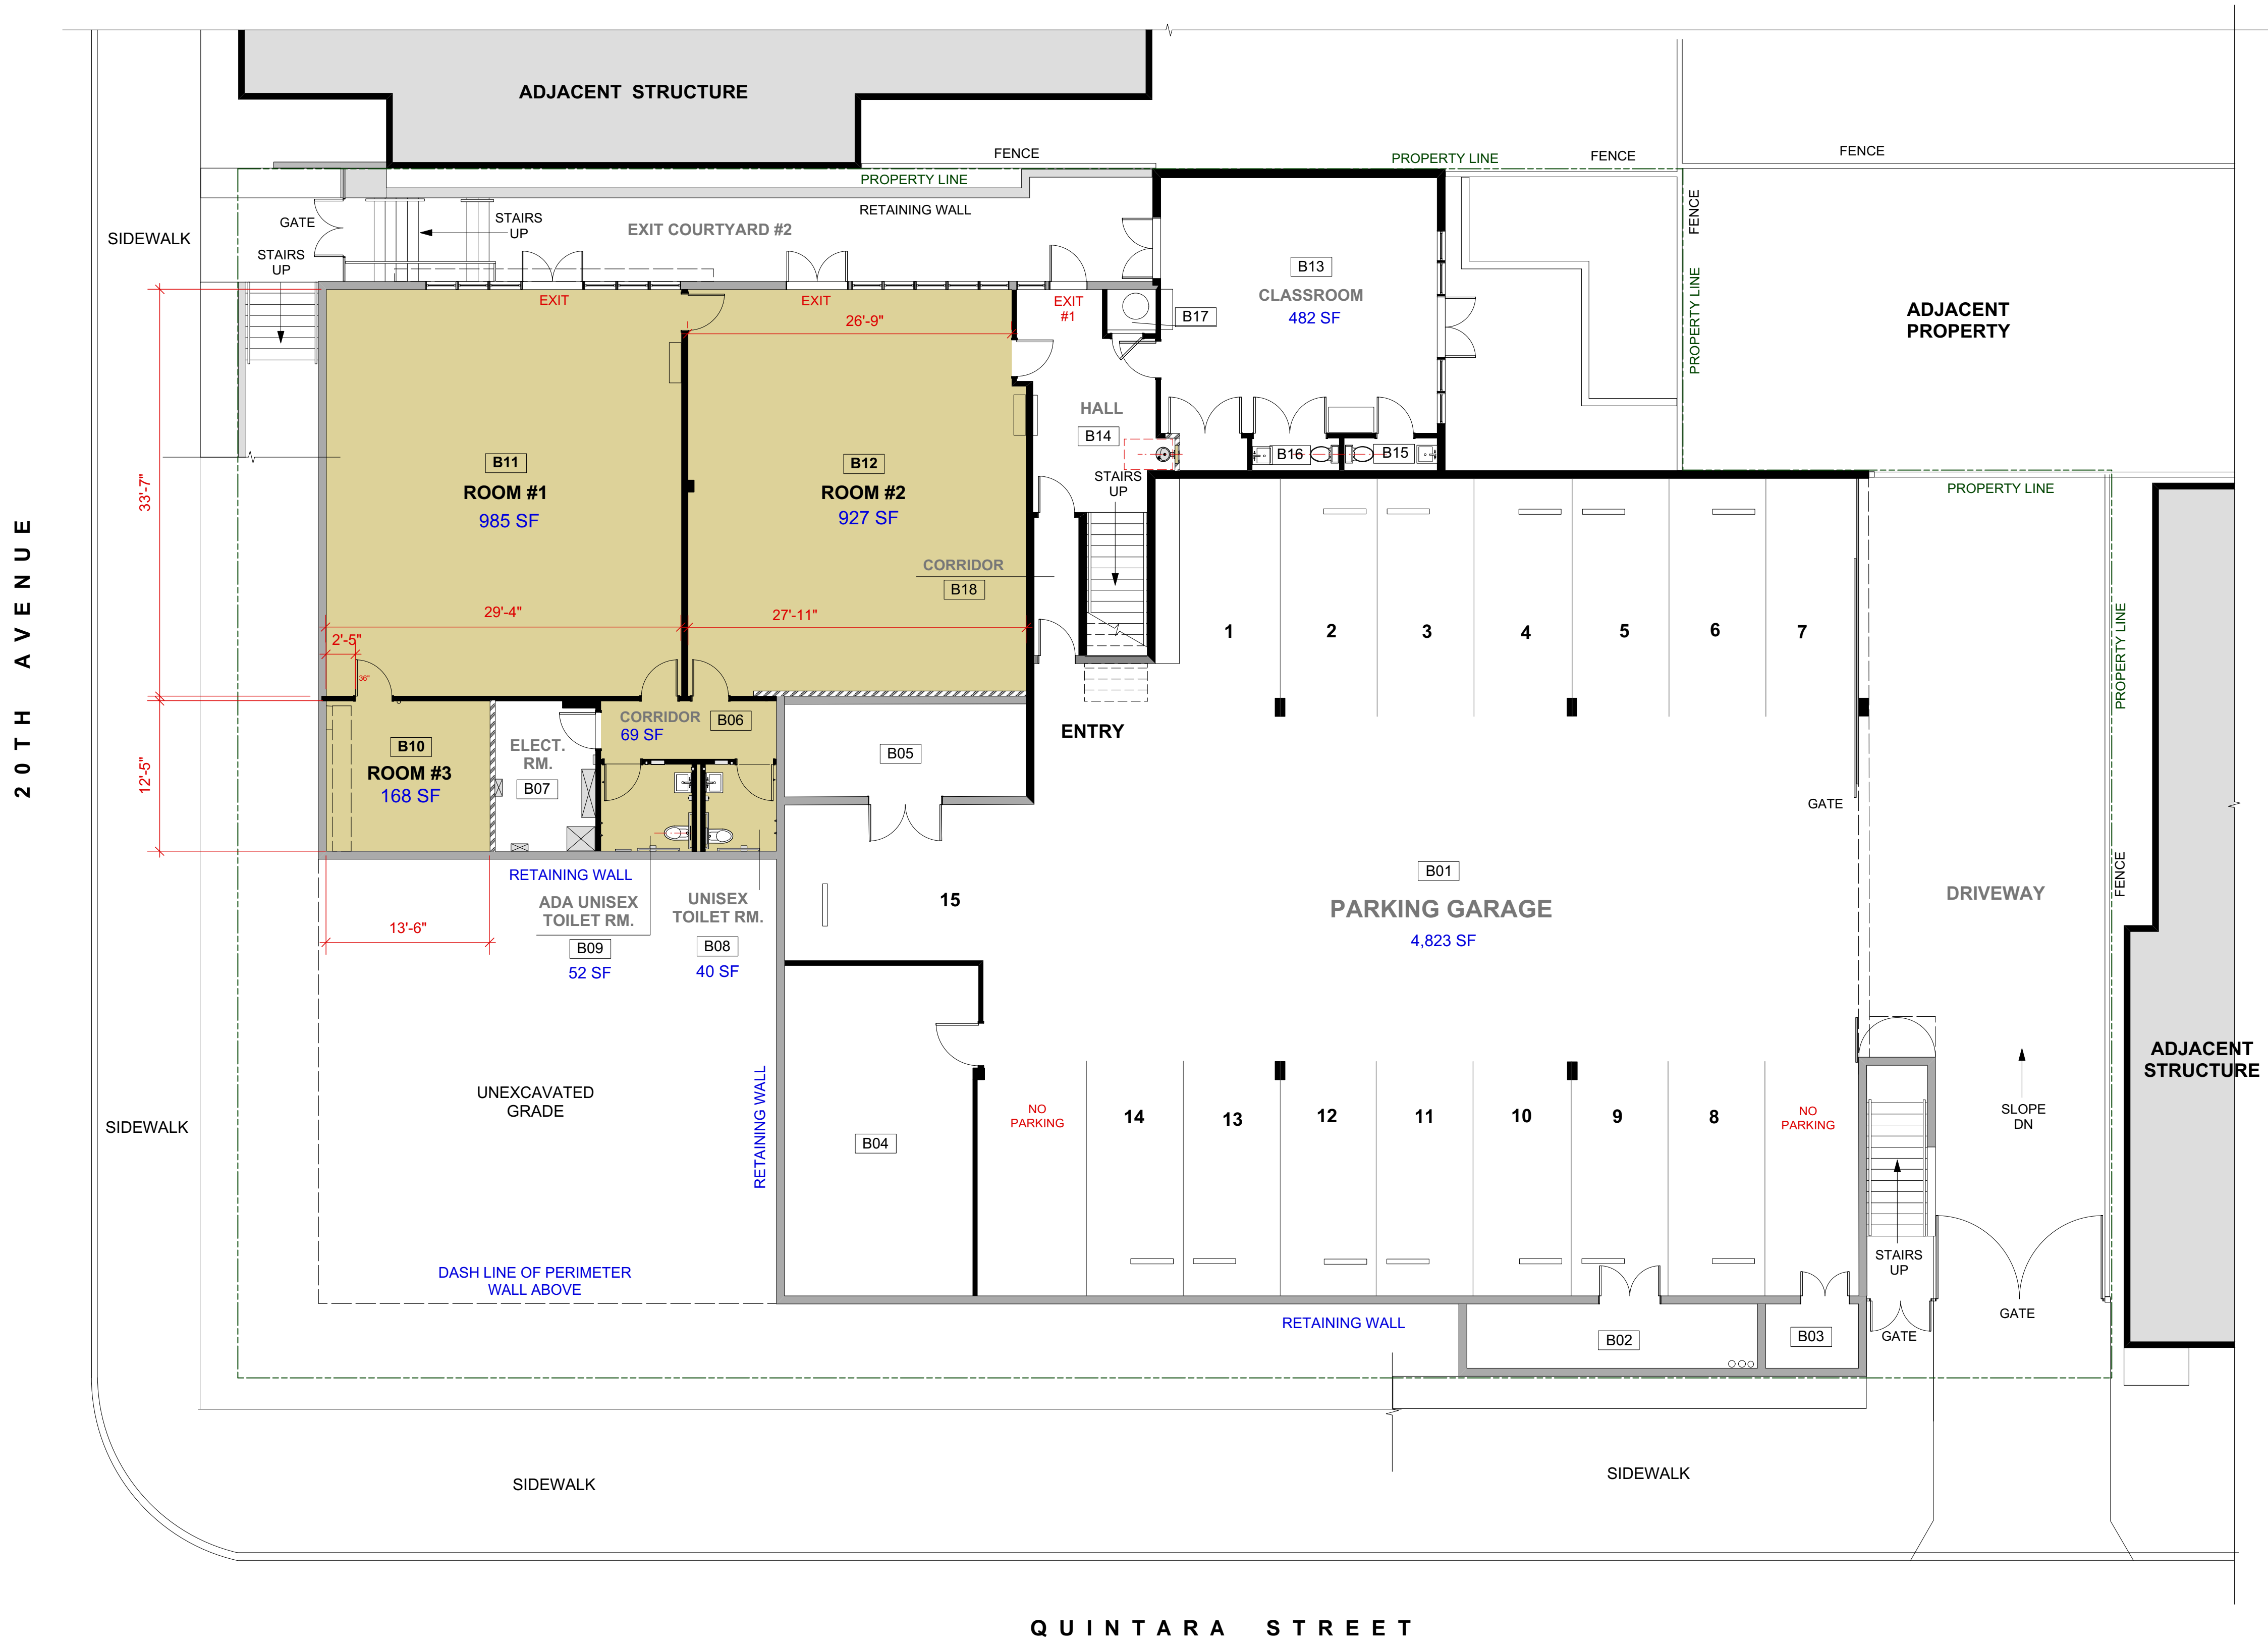 ADJACENT STRUCTURE
FENCE
PROPERTY LINE
FENCE
FENCE
PROPERTY LINE
RETAINING WALL
GATE
STAIRS
UP
SIDEWALK
EXIT COURTYARD #2
STAIRS
UP
FENCE
PROPERTY LINE
B13
CLASSROOM
482 SF
EXIT
EXIT
EXIT
#1
B17
26'-9"
ADJACENT
PROPERTY
HALL
B14
B16
B15
STAIRS
UP
B11
ROOM #1
985 SF
B12
ROOM #2
927 SF
33'-7"
PROPERTY LINE
CORRIDOR
B18
29'-4"
27'-11"
2'-5"
36"
1
2
3
4
5
6
7
PROPERTY LINE
20TH AVENUE
CORRIDOR
B06
69 SF
B10
ROOM #3
168 SF
ELECT.
RM.
B07
B05
ENTRY
12'-5"
GATE
RETAINING WALL
ADA UNISEX
TOILET RM.
B09
52 SF
UNISEX
TOILET RM.
B08
40 SF
13'-6"
15
B01
PARKING GARAGE
4,823 SF
DRIVEWAY
FENCE
ADJACENT
STRUCTURE
UNEXCAVATED
GRADE
RETAINING WALL
SIDEWALK
B04
NO
PARKING
14
13
12
11
10
9
8
NO
PARKING
SLOPE
DN
DASH LINE OF PERIMETER
WALL ABOVE
STAIRS
UP
GATE
GATE
RETAINING WALL
B02
B03
SIDEWALK
SIDEWALK
QUINTARA STREET